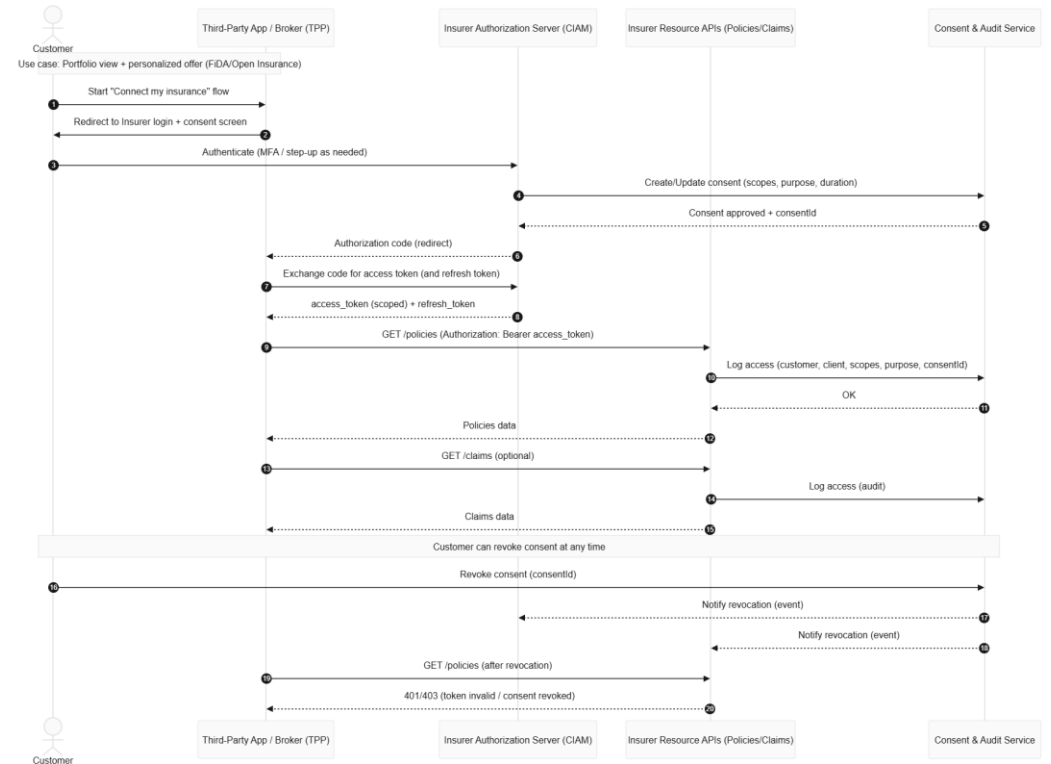 Customer
Third-Party App / Broker (TPP)
Insurer Authorization Server (CIAM)
Insurer Resource APIs (Policies/Claims)
Consent & Audit Service
Use case: Portfolio view + personalized offer (FiDA/Open Insurance)
Start "Connect my insurance" flow
1
Redirect to Insurer login + consent screen
2
Authenticate (MFA / step-up as needed)
3
Create/Update consent (scopes, purpose, duration)
4
Consent approved + consentId
5
Authorization code (redirect)
6
Exchange code for access token (and refresh token)
7
access_token (scoped) + refresh_token
8
GET /policies (Authorization: Bearer access_token)
9
Log access (customer, client, scopes, purpose, consentId)
10
OK
11
Policies data
12
GET /claims (optional)
13
Log access (audit)
14
Claims data
15
Customer can revoke consent at any time
Revoke consent (consentId)
16
Notify revocation (event)
17
Notify revocation (event)
18
GET /policies (after revocation)
19
401/403 (token invalid / consent revoked)
20
Third-Party App / Broker (TPP)
Insurer Authorization Server (CIAM)
Insurer Resource APIs (Policies/Claims)
Consent & Audit Service
Customer